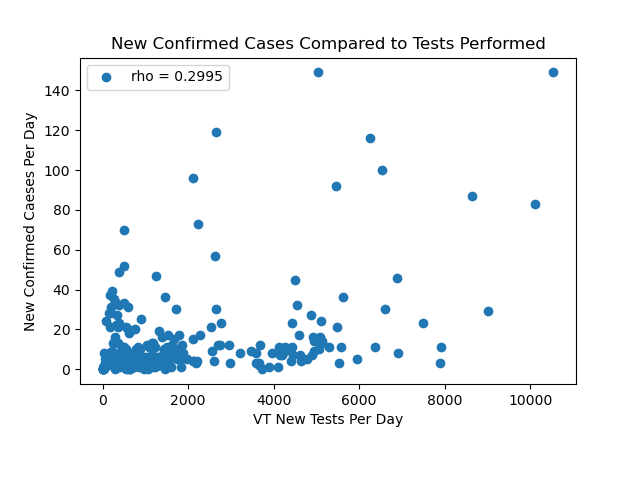 New Confirmed Cases Compared to Tests Performed
rho = 0.2995
New Confirmed Caeses Per Day
140
120
100
80
60
40
20
0
0 2000 4000 6000 8000 10000
VT New Tests Per Day